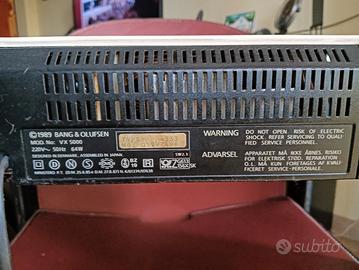 ©1989 BANG & OLUFSEN
MOD. No: VX 5000
220V~ 50Hz 64W
DESIGNED IN DENMARK, ASSEMBLED IN JAPAN.
WARNING DO NOT OPEN. RISK OF ELECTRIC
SHOCK. REFER SERVICING TO QUALIFIED
SERVICE PERSONNEL.
ADVARSEL APPARATET MÅ IKKE ÅBNES. RISIKO
FOR ELEKTRISK STØD. REPARATION O.
L. MÅ KUN FORETAGES AF KVALI
FICERET SERVICE-PERSONALE.
subito